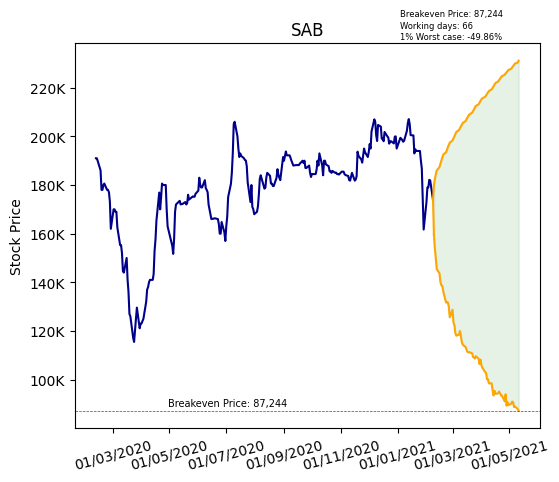 Breakeven Price: 87,244
Working days: 66
1% Worst case: -49.86%
SAB
220K
200K
180K
160K
140K
120K
100K
Stock Price
Breakeven Price: 87,244
01/03/2020
01/05/2020
01/07/2020
01/09/2020
01/11/2020
01/01/2021
01/03/2021
01/05/2021